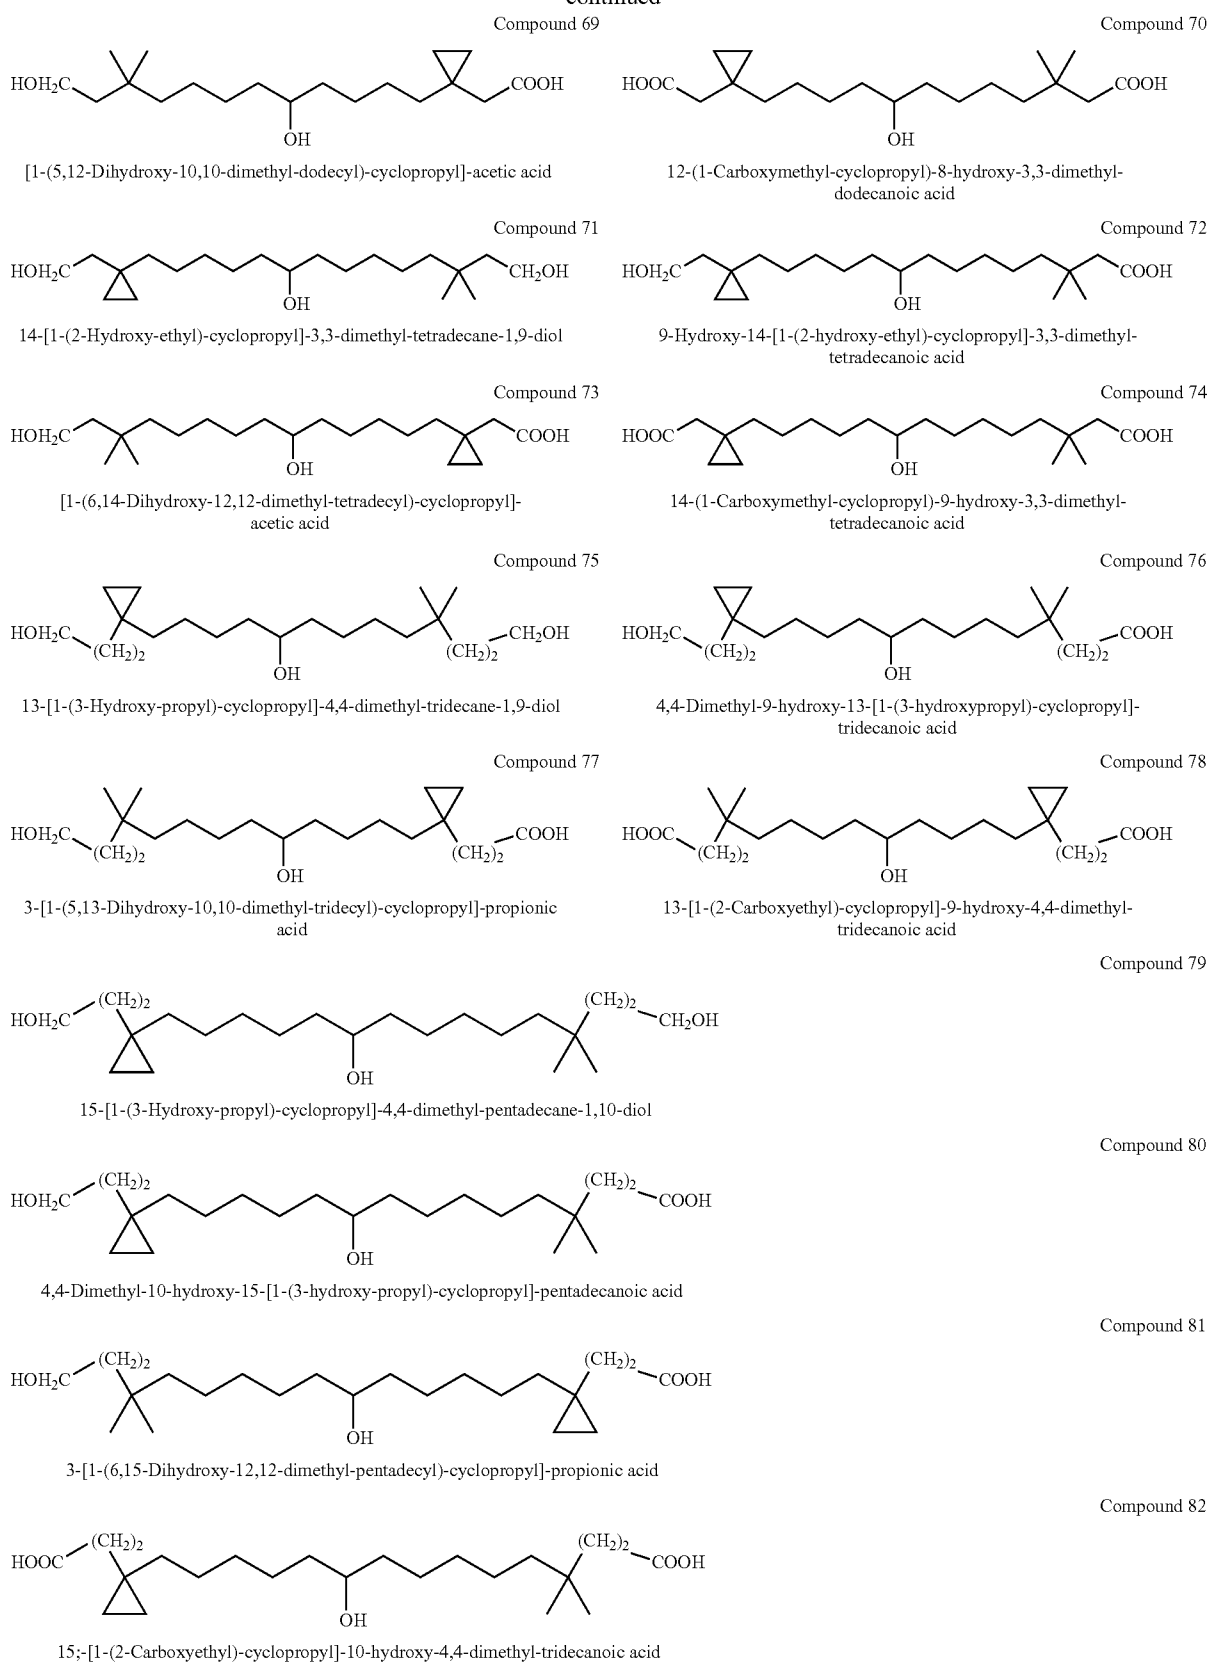 continued
Compound 69
HOH₂C
COOH
OH
[1-(5,12-Dihydroxy-10,10-dimethyl-dodecyl)-cyclopropyl]-acetic acid
Compound 70
HOOC
COOH
OH
12-(1-Carboxymethyl-cyclopropyl)-8-hydroxy-3,3-dimethyl-
dodecanoic acid
Compound 71
HOH₂C
CH₂OH
OH
14-[1-(2-Hydroxy-ethyl)-cyclopropyl]-3,3-dimethyl-tetradecane-1,9-diol
Compound 72
HOH₂C
COOH
OH
9-Hydroxy-14-[1-(2-hydroxy-ethyl)-cyclopropyl]-3,3-dimethyl-
tetradecanoic acid
Compound 73
HOH₂C
COOH
OH
[1-(6,14-Dihydroxy-12,12-dimethyl-tetradecyl)-cyclopropyl]-
acetic acid
Compound 74
HOOC
COOH
OH
14-(1-Carboxymethyl-cyclopropyl)-9-hydroxy-3,3-dimethyl-
tetradecanoic acid
Compound 75
HOH₂C
CH₂OH
(CH₂)₂
(CH₂)₂
OH
13-[1-(3-Hydroxy-propyl)-cyclopropyl]-4,4-dimethyl-tridecane-1,9-diol
Compound 76
HOH₂C
COOH
(CH₂)₂
(CH₂)₂
OH
4,4-Dimethyl-9-hydroxy-13-[1-(3-hydroxypropyl)-cyclopropyl]-
tridecanoic acid
Compound 77
HOH₂C
COOH
(CH₂)₂
(CH₂)₂
OH
3-[1-(5,13-Dihydroxy-10,10-dimethyl-tridecyl)-cyclopropyl]-propionic
acid
Compound 78
HOOC
COOH
(CH₂)₂
(CH₂)₂
OH
13-[1-(2-Carboxyethyl)-cyclopropyl]-9-hydroxy-4,4-dimethyl-
tridecanoic acid
Compound 79
(CH₂)₂
(CH₂)₂
HOH₂C
CH₂OH
OH
15-[1-(3-Hydroxy-propyl)-cyclopropyl]-4,4-dimethyl-pentadecane-1,10-diol
Compound 80
(CH₂)₂
(CH₂)₂
HOH₂C
COOH
OH
4,4-Dimethyl-10-hydroxy-15-[1-(3-hydroxy-propyl)-cyclopropyl]-pentadecanoic acid
Compound 81
(CH₂)₂
(CH₂)₂
HOH₂C
COOH
OH
3-[1-(6,15-Dihydroxy-12,12-dimethyl-pentadecyl)-cyclopropyl]-propionic acid
Compound 82
(CH₂)₂
(CH₂)₂
HOOC
COOH
OH
15;-[1-(2-Carboxyethyl)-cyclopropyl]-10-hydroxy-4,4-dimethyl-tridecanoic acid